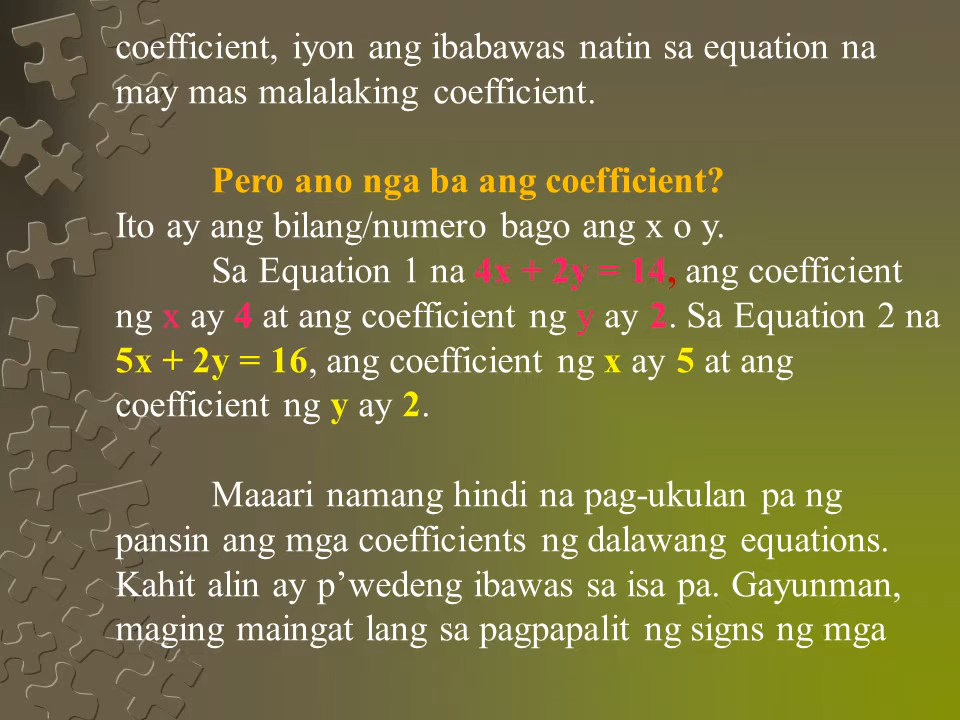 coefficient, iyon ang ibabawas natin sa equation na
may mas malalaking coefficient.
Pero ano nga ba ang coefficient?
Ito ay ang bilang/numero bago ang x o y.
Sa Equation 1 na 4x + 2y = 14, ang coefficient
ng x ay 4 at ang coefficient ng y ay 2. Sa Equation 2 na
5x + 2y = 16, ang coefficient ng x ay 5 at ang
coefficient ng y ay 2.
Maaari namang hindi na pag-ukulan pa ng
pansin ang mga coefficients ng dalawang equations.
Kahit alin ay p’wedeng ibawas sa isa pa. Gayunman,
maging maingat lang sa pagpapalit ng signs ng mga